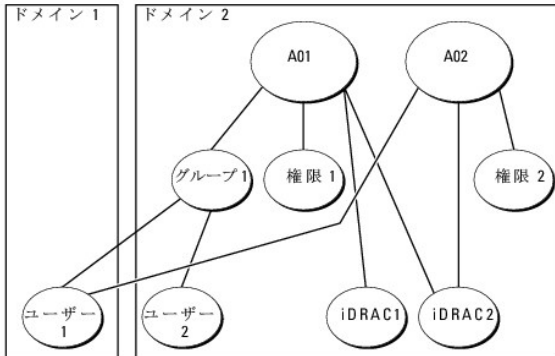 ドメイン 1
ドメイン 2
A01
A02
グループ 1
権限 1
権限 2
ユーザー
1
ユーザー
2
iDRAC1
iDRAC2